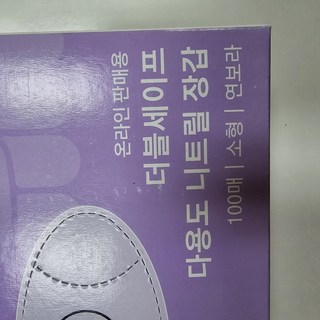 온라인 판매용
더블세이프
다용도 니트릴 장갑
100매 | 소형 | 연보라